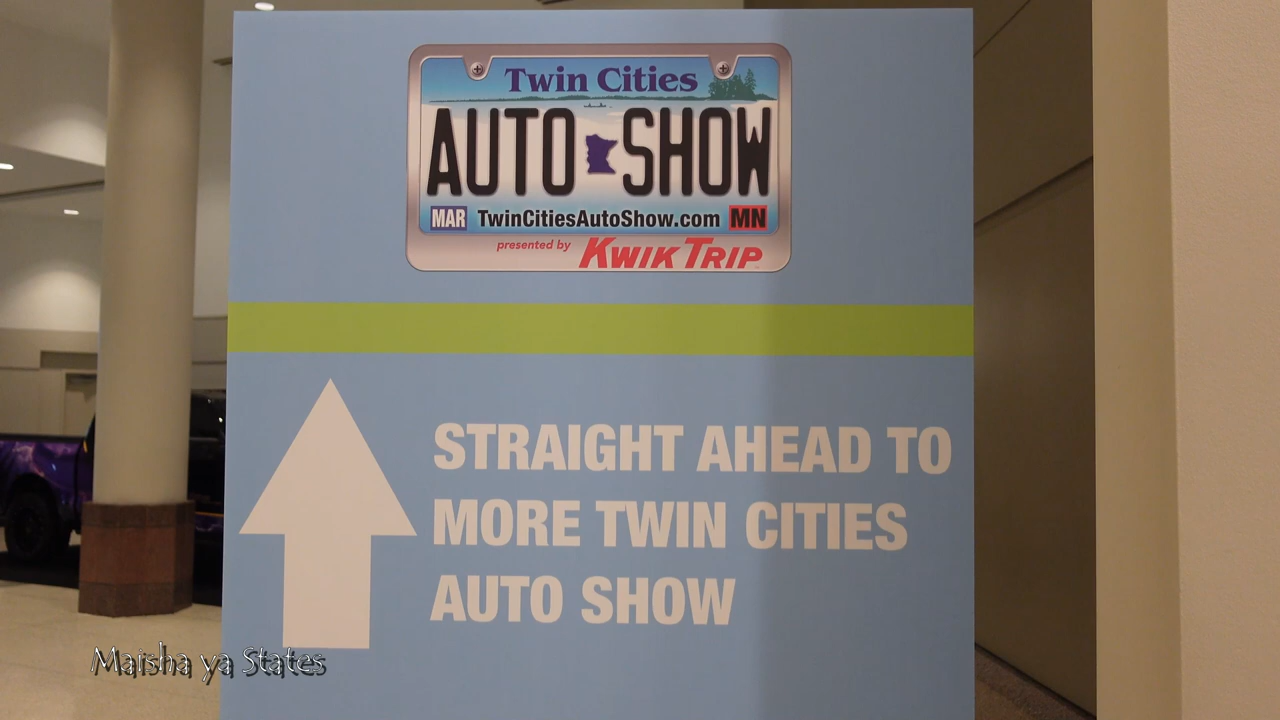 Twin Cities
AUTO SHOW
MAR TwinCitiesAutoShow.com MN
presented by KWIK TRIP
STRAIGHT AHEAD TO
MORE TWIN CITIES
AUTO SHOW
Maisha ya States